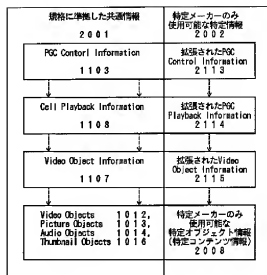 規格に準拠した共通情報
2001
特定メーカーのみ
使用可能な特定情報
2002
PGC Contorl Information
1103
拡張されたPGC
Control Information
2113
Cell Playback Information
1108
拡張されたPGC
Playback Information
2114
Video Object Information
1107
拡張されたVideo
Object Information
2115
Video Objects 1012,
Picture Objects 1013,
Audio Objects 1014,
Thumbnail Objects 1016
特定メーカーのみ
使用可能な
特定オブジェクト情報
(特定コンテンツ情報)
2008